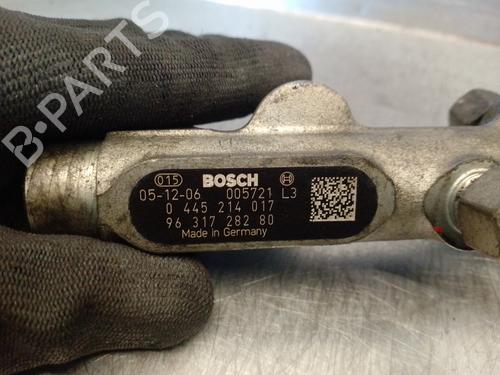 B-PARTS
015 BOSCH
05-12-06 005721 L3
0 445 214 017
96 317 282 80
Made in Germany